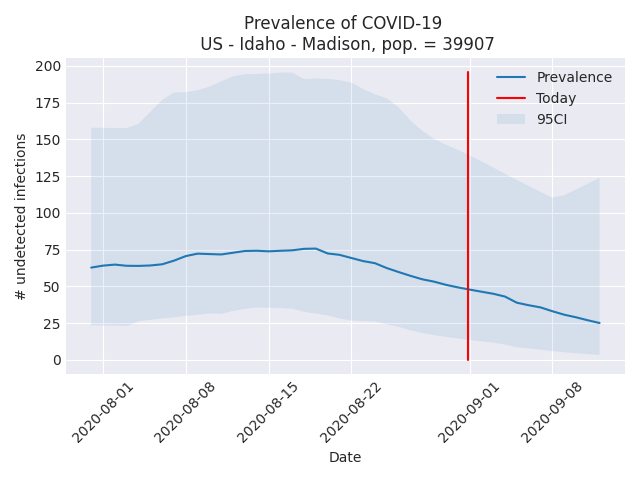 Prevalence of COVID-19
US - Idaho - Madison, pop. = 39907
Prevalence
Today
95CI
# undetected infections
200
175
150
125
100
75
50
25
0
2020-08-01
2020-08-08
2020-08-15
2020-08-22
2020-09-01
2020-09-08
Date